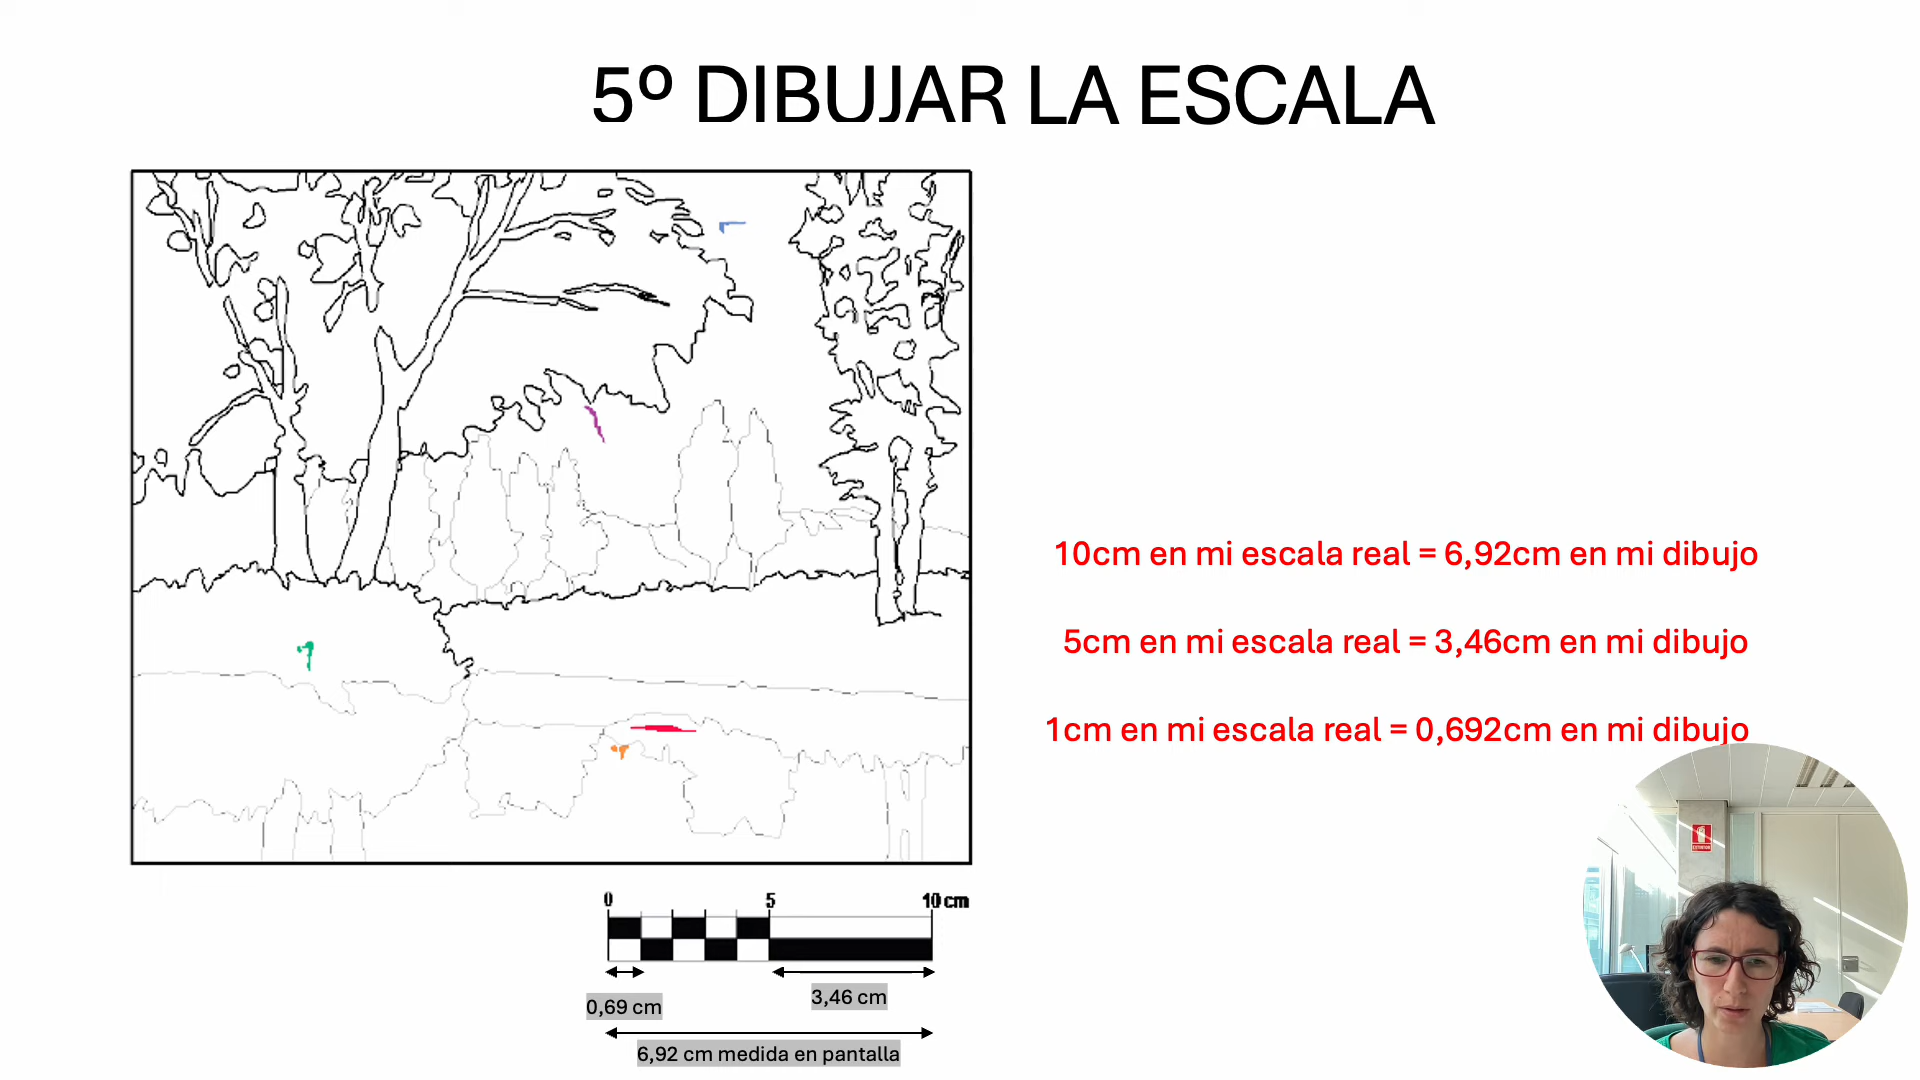 5º DIBUJAR LA ESCALA
10cm en mi escala real = 6,92cm en mi dibujo
5cm en mi escala real = 3,46cm en mi dibujo
1cm en mi escala real = 0,692cm en mi dibujo
0 5 10 cm
0,69 cm
3,46 cm
6,92 cm medida en pantalla